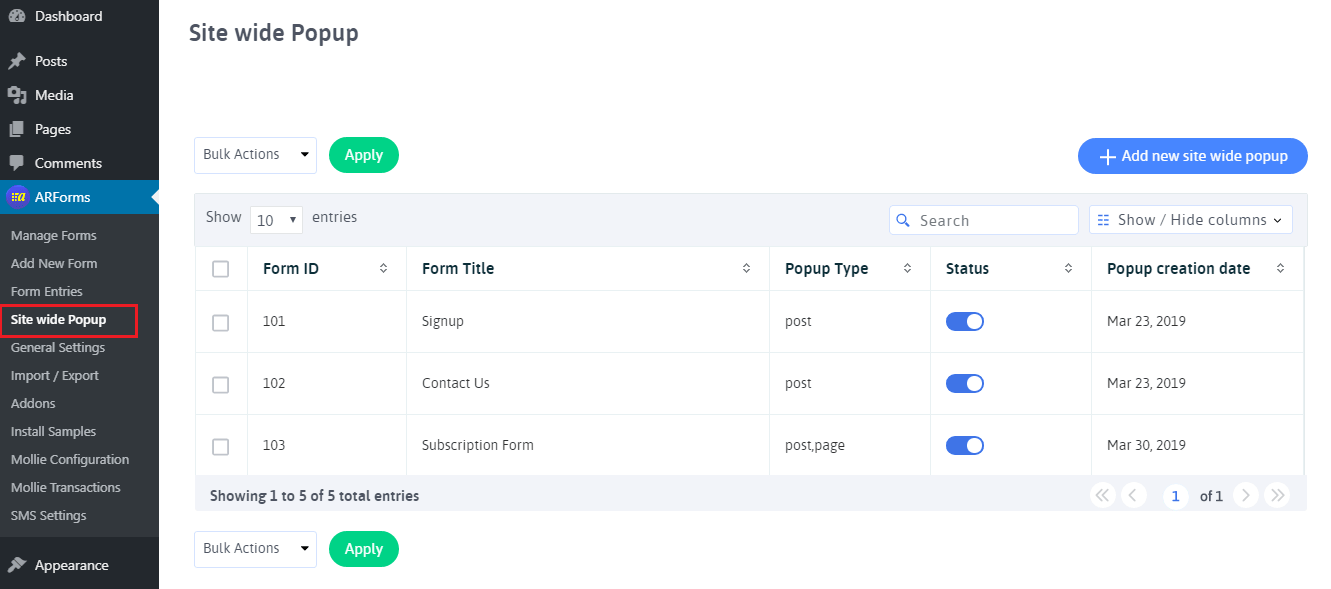 Dashboard
Posts
Media
Pages
Comments
ARForms
Manage Forms
Add New Form
Form Entries
Site wide Popup
General Settings
Import / Export
Addons
Install Samples
Mollie Configuration
Mollie Transactions
SMS Settings
Appearance
Site wide Popup
Bulk Actions Apply Add new site wide popup
Show 10 entries Search Show / Hide columns
Form ID Form Title Popup Type Status Popup creation date
101 Signup post Mar 23, 2019
102 Contact Us post Mar 23, 2019
103 Subscription Form post,page Mar 30, 2019
Showing 1 to 5 of 5 total entries 1 of 1
Bulk Actions Apply